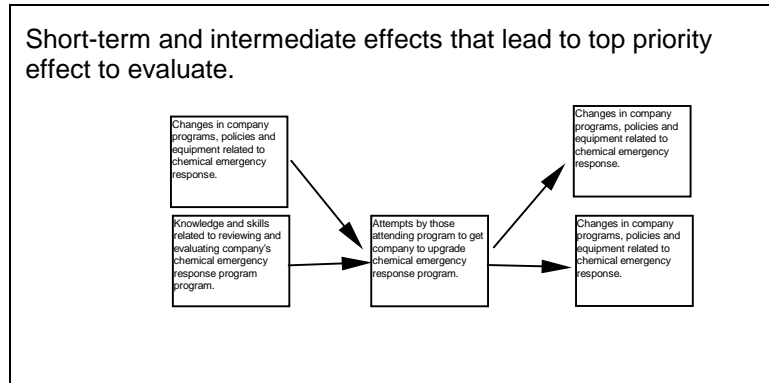 Short-term and intermediate effects that lead to top priority
effect to evaluate.
Changes in company
programs, policies and
equipment related to
chemical emergency
response.
Knowledge and skills
related to reviewing and
evaluating company's
chemical emergency
response program
program.
Attempts by those
attending program to get
company to upgrade
chemical emergency
response program.
Changes in company
programs, policies and
equipment related to
chemical emergency
response.
Changes in company
programs, policies and
equipment related to
chemical emergency
response.